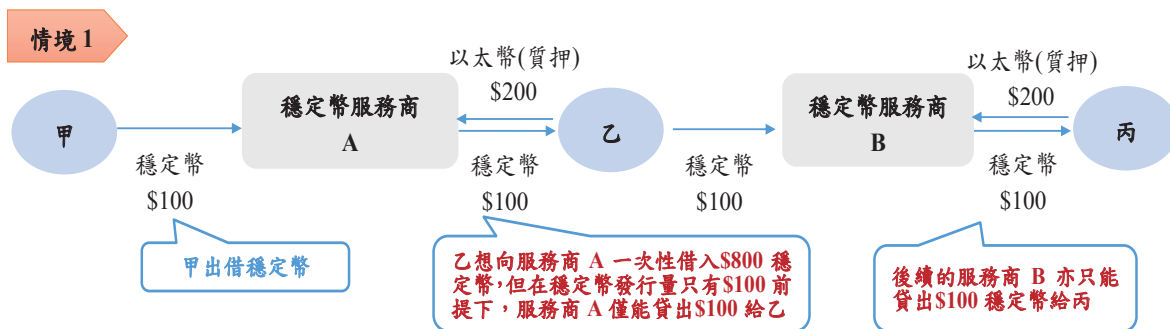 情境 1
以太幣(質押)
$200
以太幣(質押)
$200
甲
穩定幣服務商
A
乙
穩定幣服務商
B
丙
穩定幣
$100
穩定幣
$100
穩定幣
$100
穩定幣
$100
甲出借穩定幣
乙想向服務商 A 一次性借入$800 穩
定幣，但在穩定幣發行量只有$100 前
提下，服務商 A 僅能貸出$100 給乙
後續的服務商 B 亦只能
貸出$100 穩定幣給丙